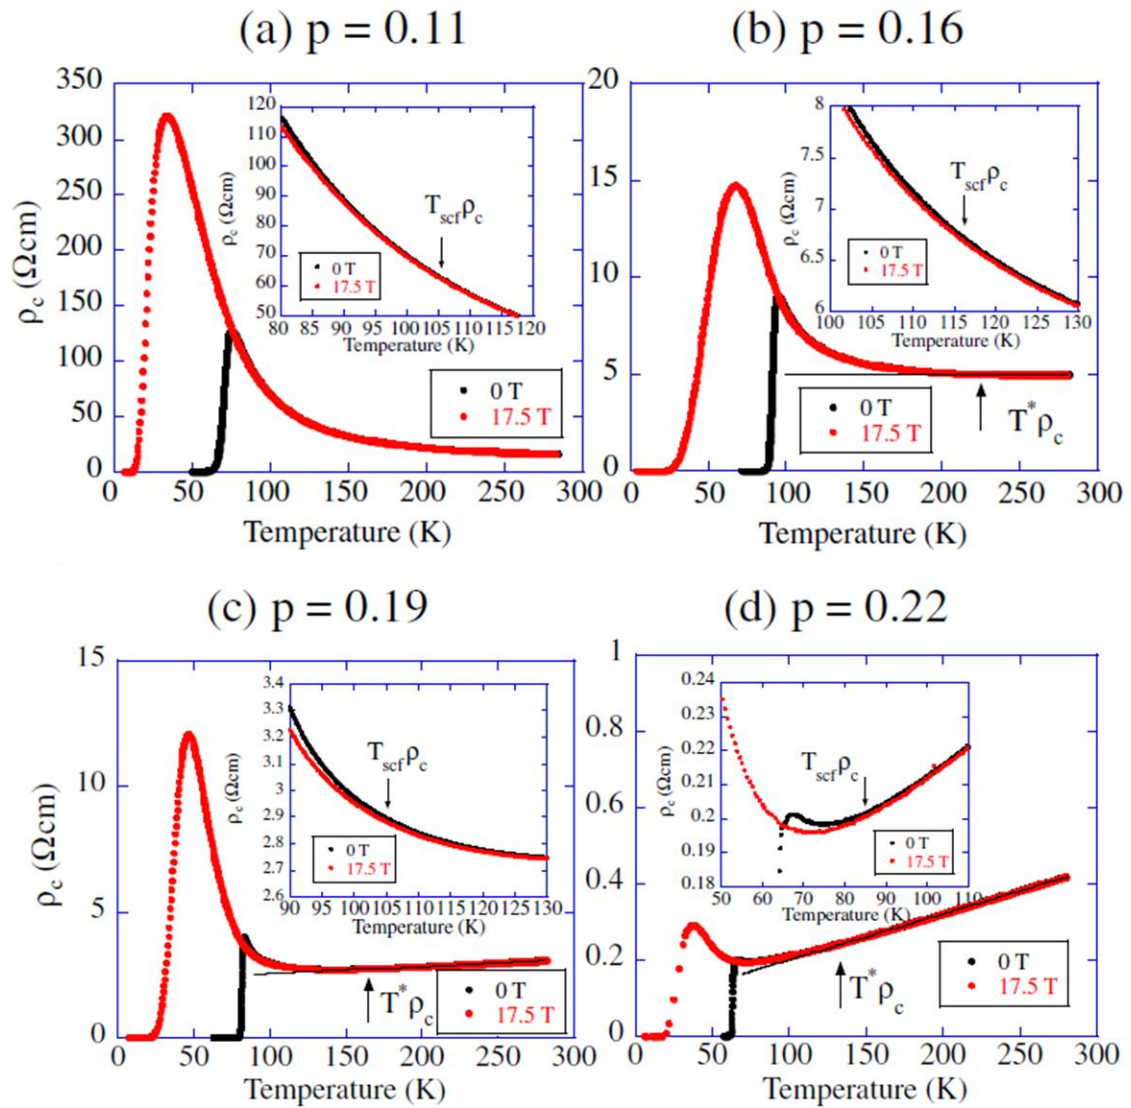 (a) p = 0.11
(b) p = 0.16
350
300
250
200
150
100
50
0
ρc (Ωcm)
0 50 100 150 200 250 300
Temperature (K)
120
110
100
90
80
70
60
50
ρc (Ωcm)
Tscfρc
0 T
17.5 T
80 85 90 95 100 105 110 115 120
Temperature (K)
0 T
17.5 T
20
15
10
5
0
0 50 100 150 200 250 300
Temperature (K)
8
7.5
7
6.5
6
ρc (Ωcm)
Tscfρc
0 T
17.5 T
100 105 110 115 120 125 130
Temperature (K)
0 T
17.5 T
T*ρc
(c) p = 0.19
(d) p = 0.22
15
10
5
0
ρc (Ωcm)
0 50 100 150 200 250 300
Temperature (K)
3.4
3.3
3.2
3.1
3
2.9
2.8
2.7
2.6
ρc (Ωcm)
Tscfρc
0 T
17.5 T
90 95 100 105 110 115 120 125 130
Temperature (K)
T*ρc
0 T
17.5 T
1
0.8
0.6
0.4
0.2
0
0 50 100 150 200 250 300
Temperature (K)
0.24
0.23
0.22
0.21
0.20
0.19
0.18
ρc (Ωcm)
Tscfρc
0 T
17.5 T
50 60 70 80 90 100 110
Temperature (K)
T*ρc
0 T
17.5 T